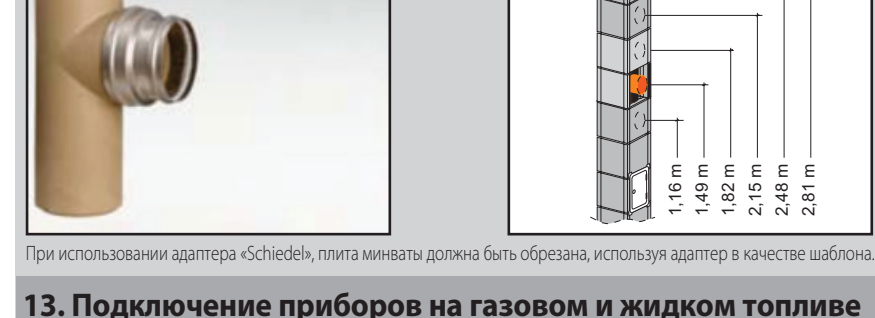 1,16 m
1,49 m
1,82 m
2,15 m
2,48 m
2,81 m
При использовании адаптера «Schiedel», плита минваты должна быть обрезана, используя адаптер в качестве шаблона.
13. Подключение приборов на газовом и жидком топливе